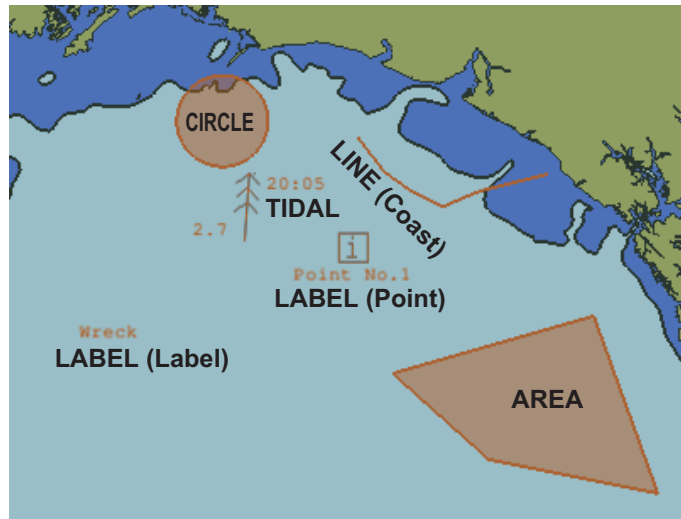 CIRCLE
LINE (Coast)
20:05
TIDAL
2.7
i
Point No.1
LABEL (Point)
Wreck
LABEL (Label)
AREA